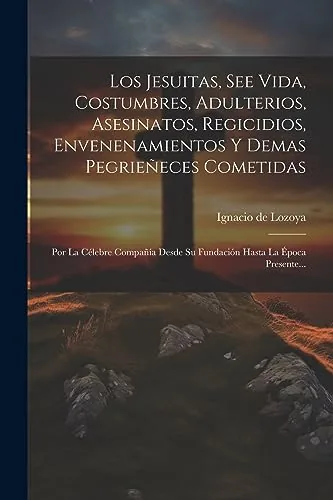 Los Jesuitas, See Vida,
Costumbres, Adulterios,
Asesinatos, Regicidios,
Envenenamientos Y Demas
Pegrieñeces Cometidas
Ignacio de Lozoya
Por La Célebre Compañía Desde Su Fundación Hasta La Época
Presente...